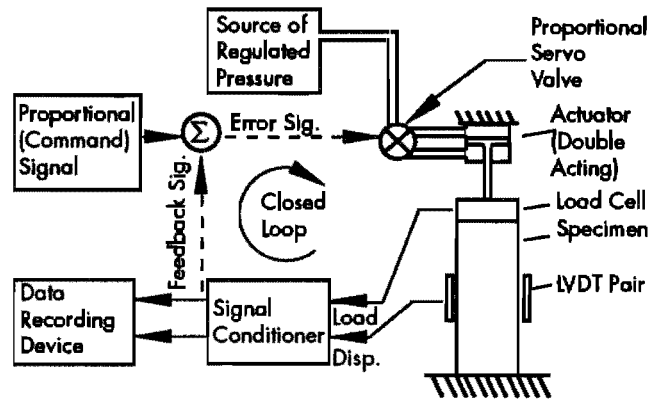 Source of
Regulated
Pressure
Proportional
Servo
Valve
Proportional
(Command)
Signal
Σ
Error Sig.
Actuator
(Double
Acting)
Feedback Sig.
Closed
Loop
Load Cell
Specimen
Data
Recording
Device
Signal
Conditioner
Load
Disp.
LVDT Pair